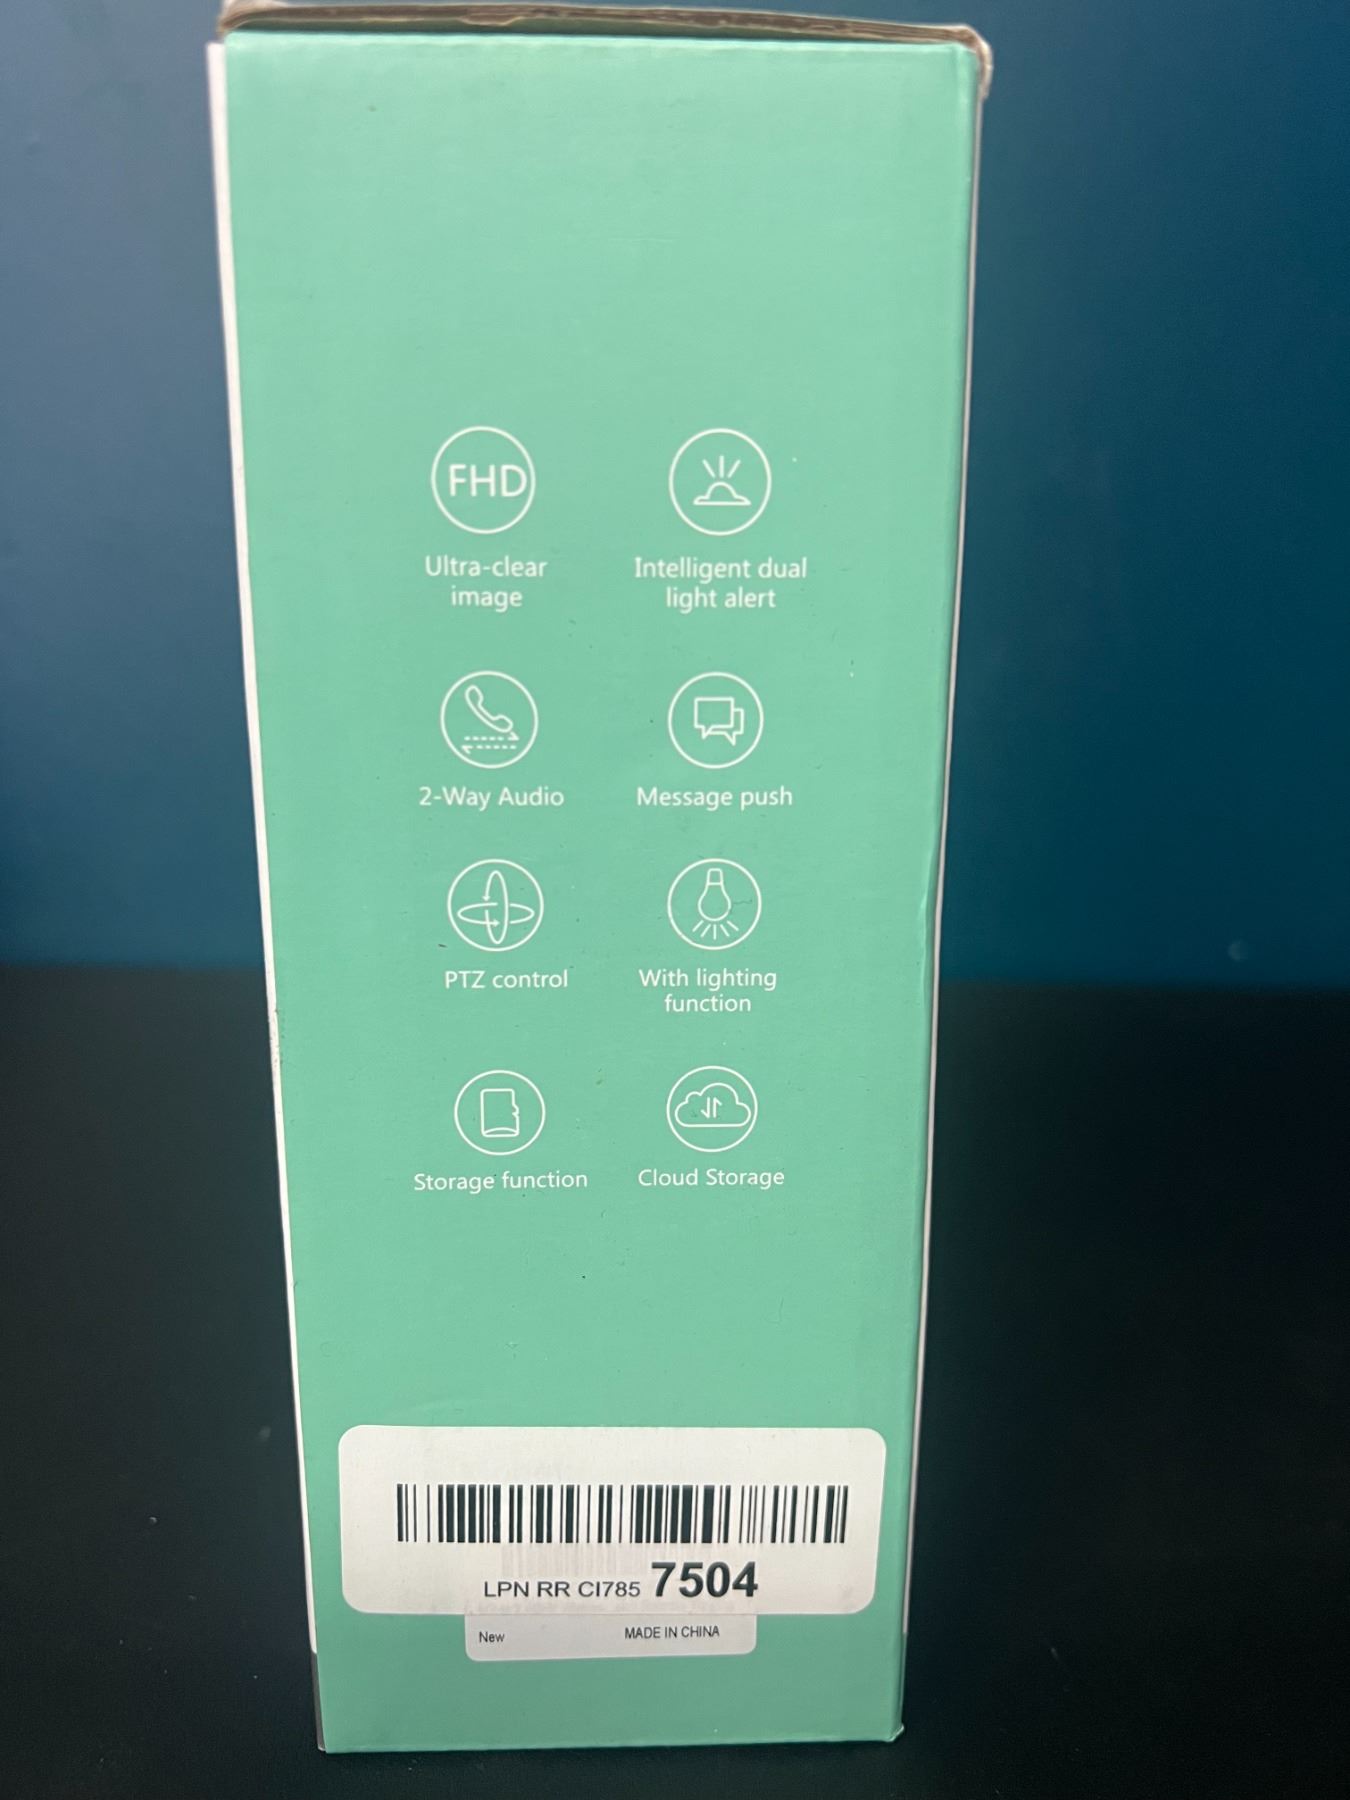 FHD
Ultra-clear
image
Intelligent dual
light alert
2-Way Audio
Message push
PTZ control
With lighting
function
Storage function
Cloud Storage
LPN RR CI785 7504
New MADE IN CHINA